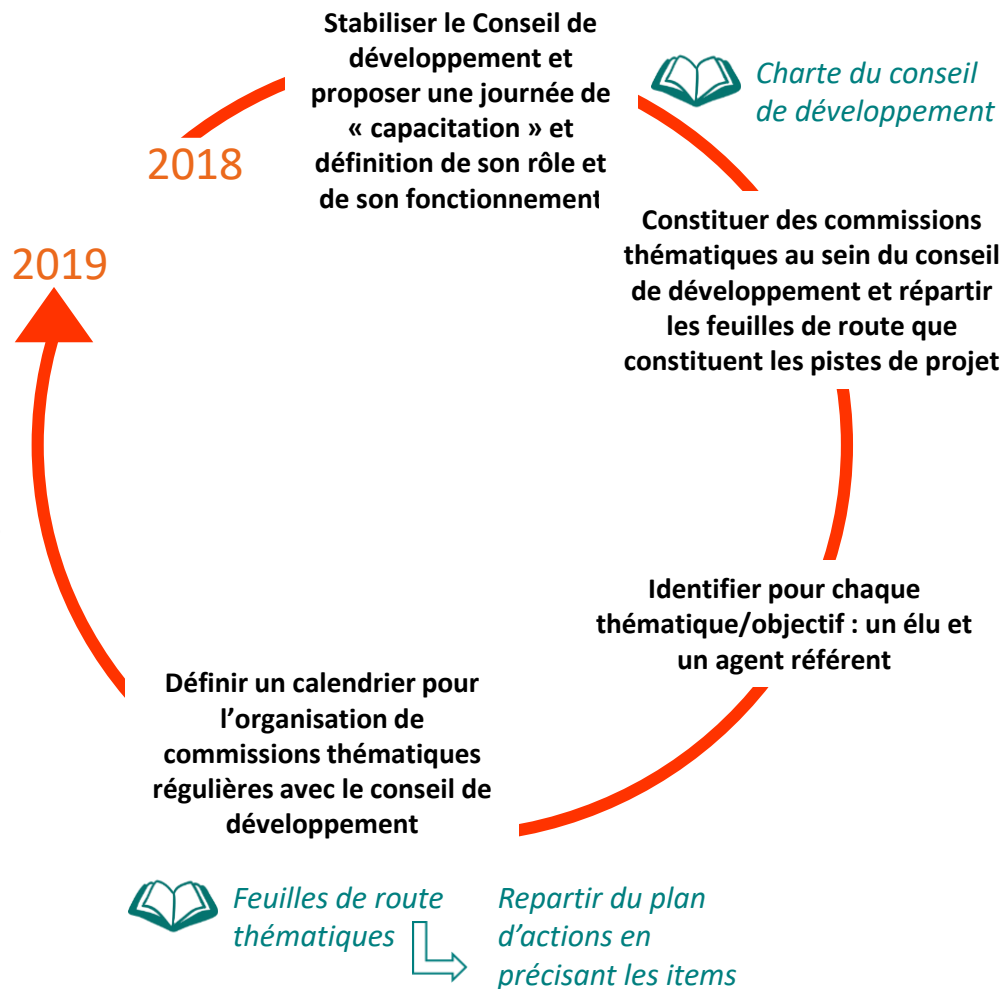 Stabiliser le Conseil de
développement et
proposer une journée de
« capacitation » et
définition de son rôle et
de son fonctionnement
Charte du conseil
de développement
2018
2019
Constituer des commissions
thématiques au sein du conseil
de développement et répartir
les feuilles de route que
constituent les pistes de projet
Identifier pour chaque
thématique/objectif : un élu et
un agent référent
Définir un calendrier pour
l’organisation de
commissions thématiques
régulières avec le conseil de
développement
Feuilles de route
thématiques
Repartir du plan
d’actions en
précisant les items